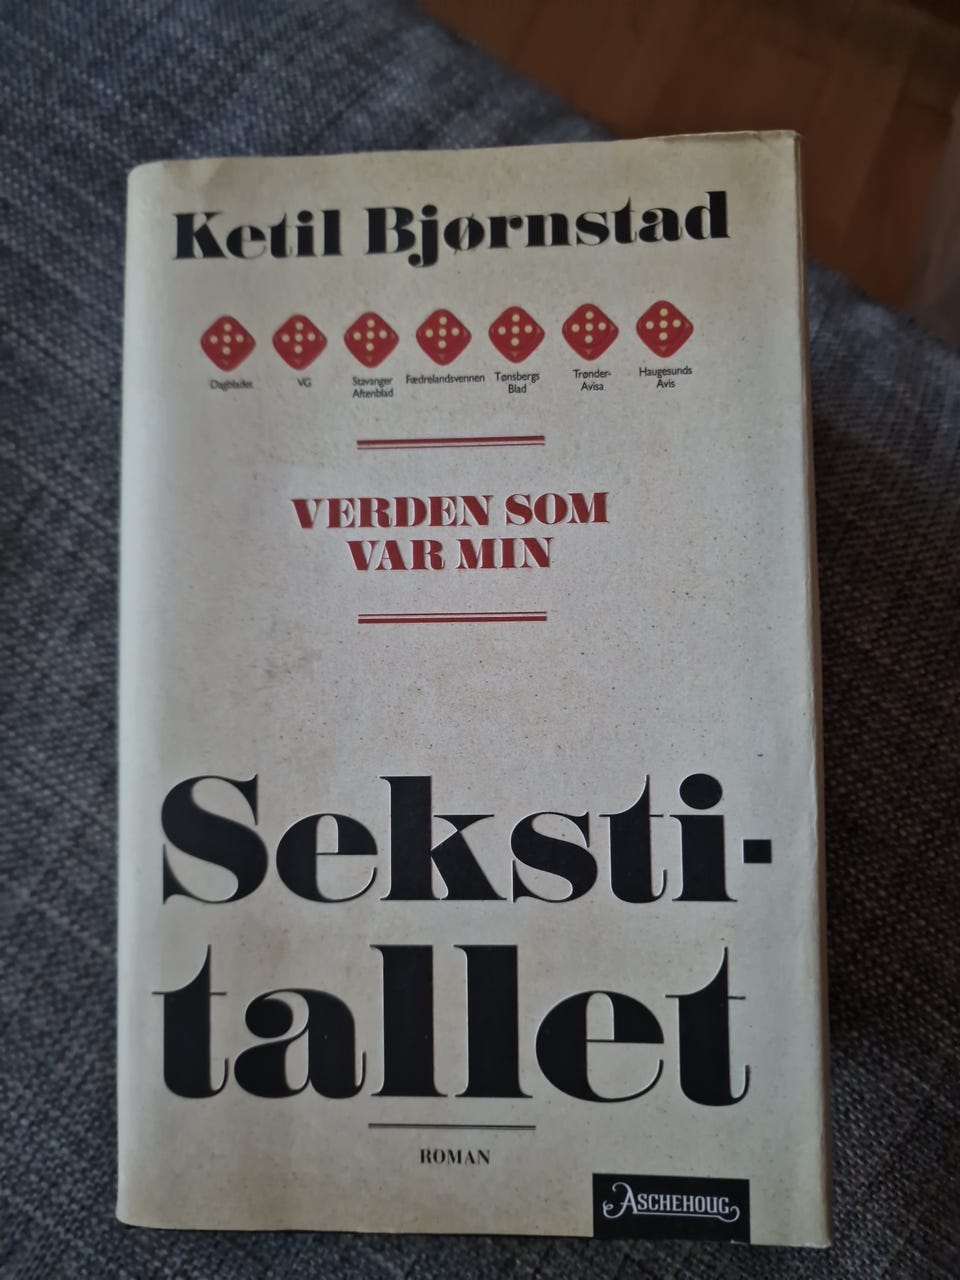 Ketil Bjørnstad
Dagbladet VG Stavanger Aftenblad Fædrelandsvennen Tønsbergs Blad Trønder-Avisa Haugesunds Avis
VERDEN SOM
VAR MIN
Seksti-
tallet
ROMAN
ASCHEHOUG